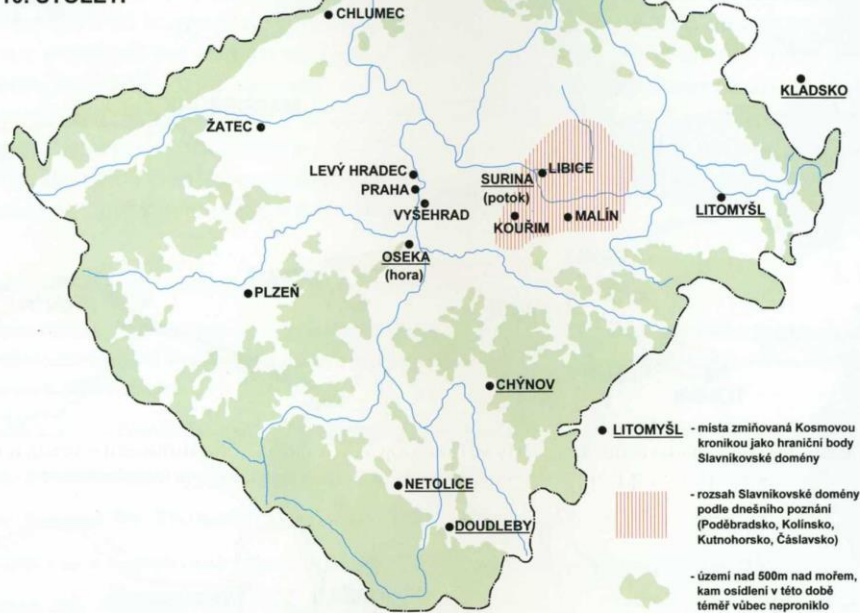 10. STOLETÍ
CHLUMEC
KLADSKO
ŽATEC
LEVÝ HRADEC
PRAHA
VYŠEHRAD
SURINA
(potok)
LIBICE
KOUŘIM
MALÍN
LITOMYŠL
OSEKA
(hora)
PLZEŇ
CHÝNOV
NETOLICE
DOUDLEBY
LITOMYŠL
- místa zmiňovaná Kosmovou
kronikou jako hraniční body
Slavníkovské domény
- rozsah Slavníkovské domény
podle dnešního poznání
(Poděbradsko, Kolínsko,
Kutnohorsko, Čáslavsko)
- území nad 500m nad mořem,
kam osídlení v této době
téměř vůbec neproniklo